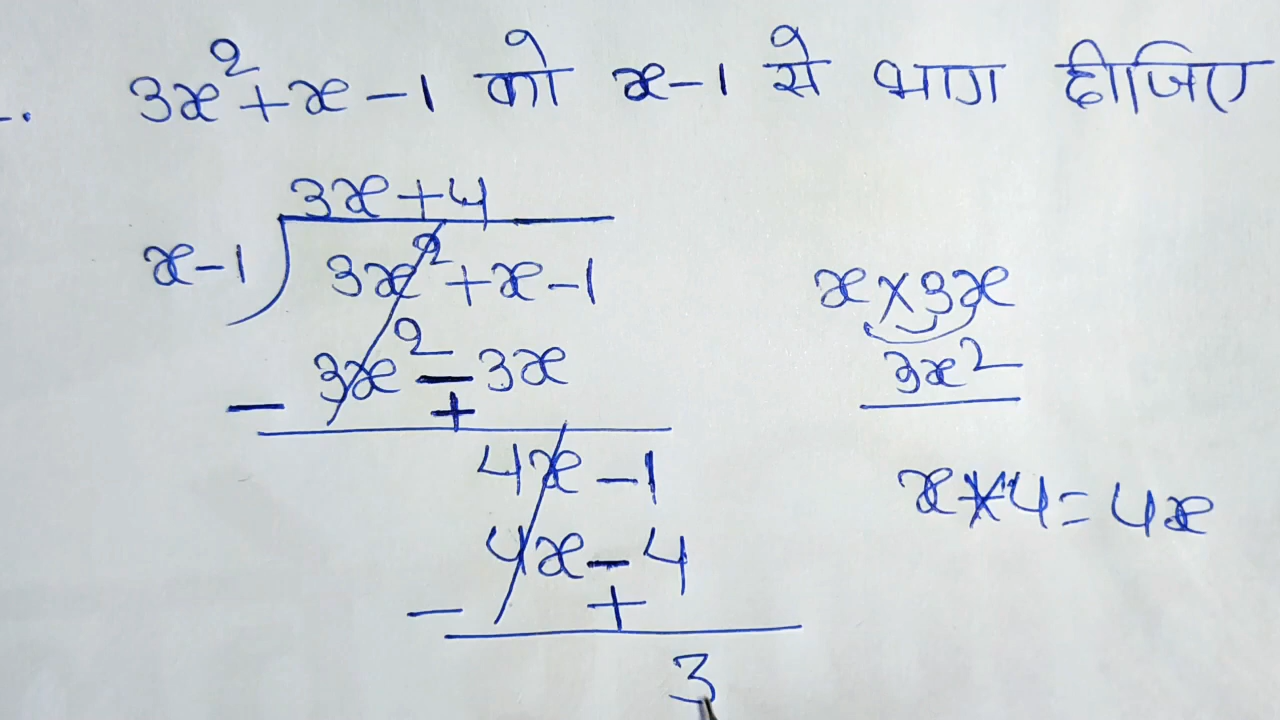 . 3x²+x-1 को x-1 से भाग दीजिए
3x+4
x-1 3x²+x-1
3x²-3x
- +
4x-1
4x-4
- +
3
x×3x
3x²
x×4=4x